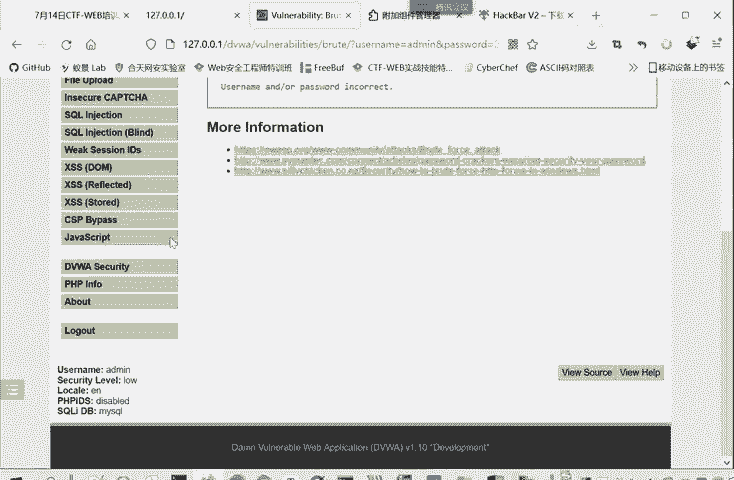 腾讯会议
7月14日CTF-WEB培训
127.0.0.1/
Vulnerability: Brut
附加组件管理器
HackBar V2 – 下载
127.0.0.1/dvwa/vulnerabilities/brute/?username=admin&password=
GitHub
蚁景 Lab
合天网安实验室
Web安全工程师特训班
FreeBuf
CTF-WEB实战技能特...
CyberChef
ASCII码对照表
移动设备上的书签
File Upload
Insecure CAPTCHA
SQL Injection
SQL Injection (Blind)
Weak Session IDs
XSS (DOM)
XSS (Reflected)
XSS (Stored)
CSP Bypass
JavaScript
DVWA Security
PHP Info
About
Logout
Username and/or password incorrect.
More Information
Username: admin
Security Level: low
Locale: en
PHPIDS: disabled
SQLi DB: mysql
View Source
View Help
Damn Vulnerable Web Application (DVWA) v1.10 *Development*